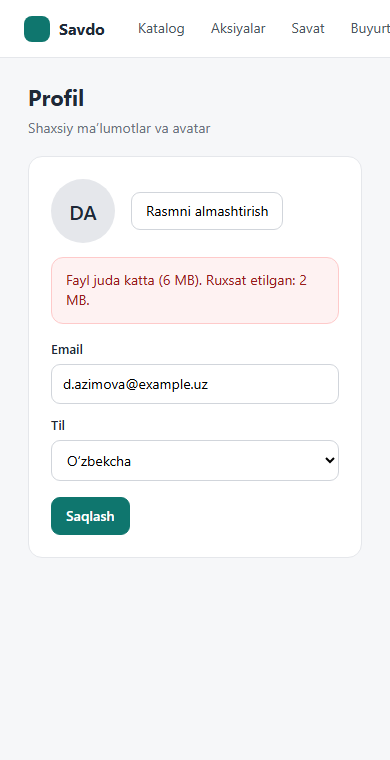 Savdo Katalog Aksiyalar Savat Buyurt
Profil
Shaxsiy ma'lumotlar va avatar
DA Rasmni almashtirish
Fayl juda katta (6 MB). Ruxsat etilgan: 2
MB.
Email
d.azimova@example.uz
Til
Oʻzbekcha
Saqlash